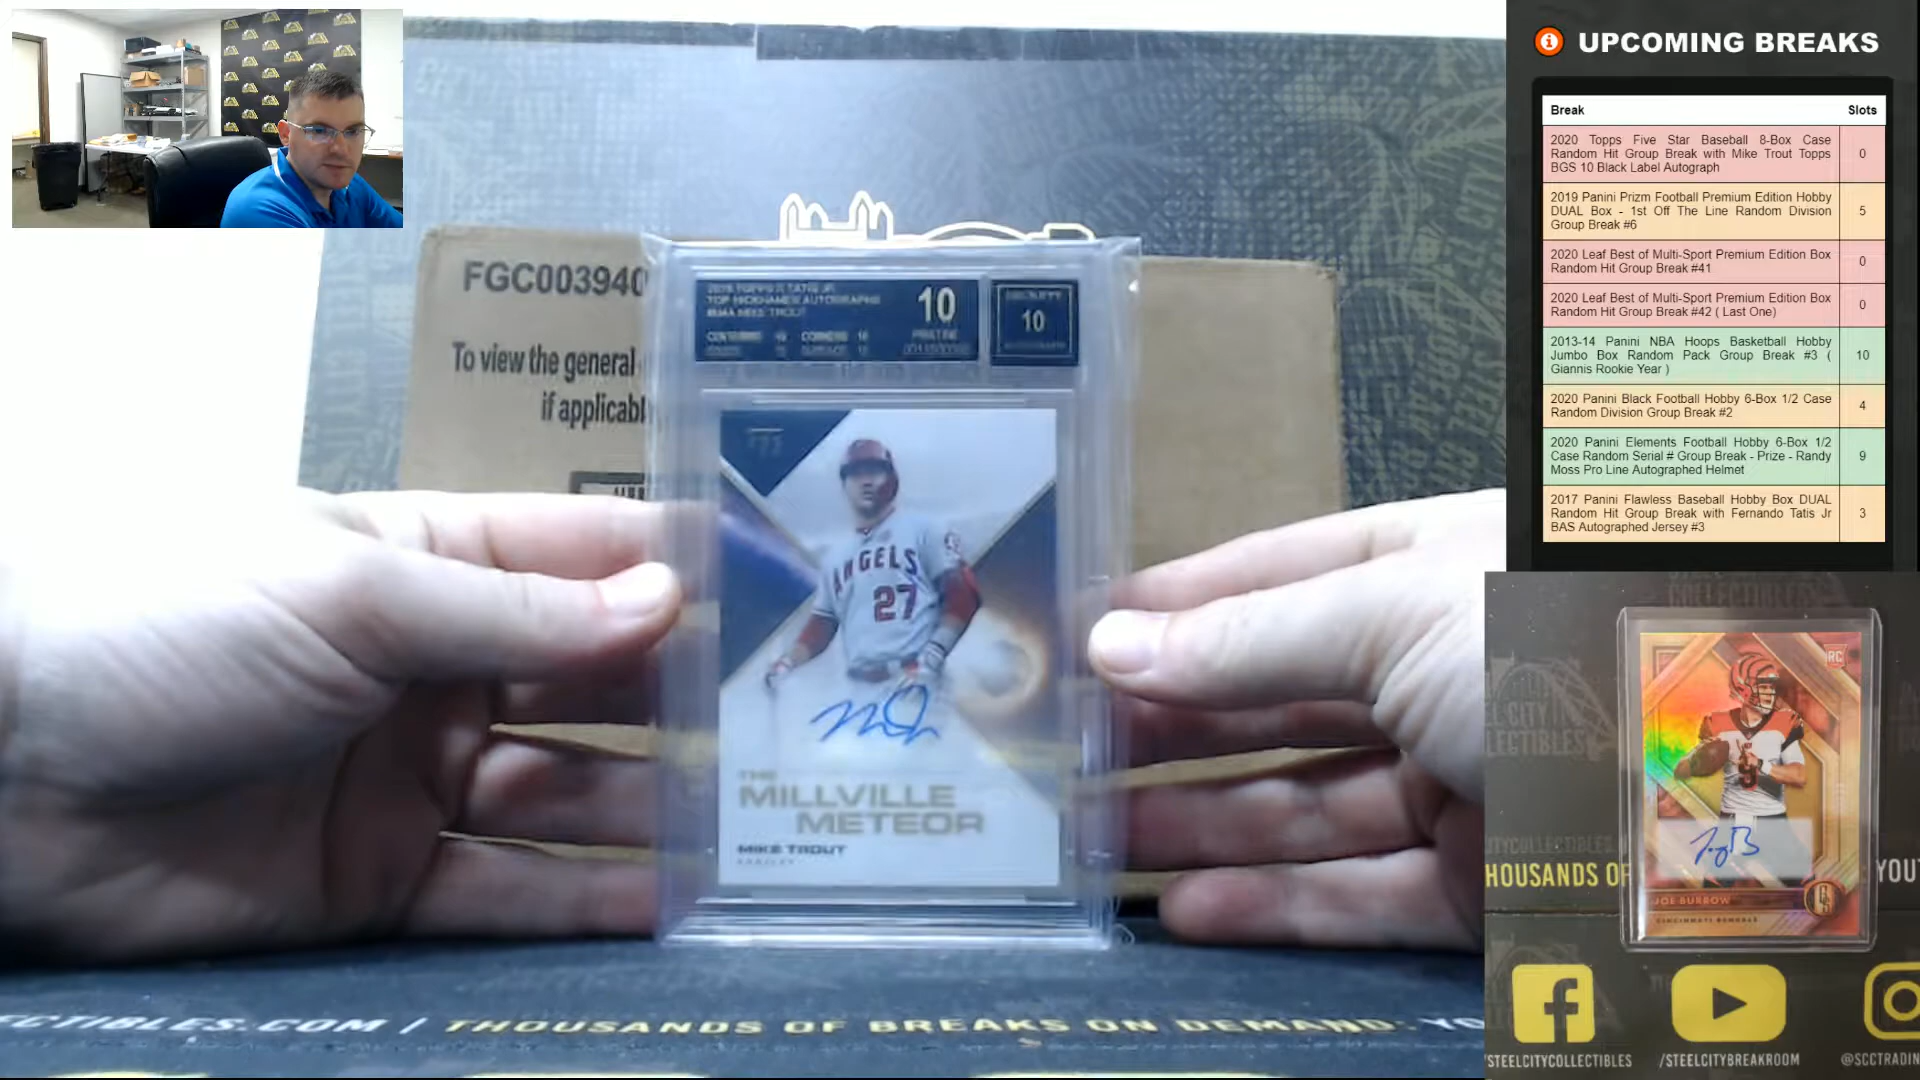 UPCOMING BREAKS
Break Slots
2020 Topps Five Star Baseball 8-Box Case
Random Hit Group Break with Mike Trout Topps
BGS 10 Black Label Autograph
0
2019 Panini Prizm Football Premium Edition Hobby
DUAL Box - 1st Off The Line Random Division
Group Break #6
5
2020 Leaf Best of Multi-Sport Premium Edition Box
Random Hit Group Break #41
0
2020 Leaf Best of Multi-Sport Premium Edition Box
Random Hit Group Break #42 ( Last One)
0
2013-14 Panini NBA Hoops Basketball Hobby
Jumbo Box Random Pack Group Break #3 (
Giannis Rookie Year )
10
2020 Panini Black Football Hobby 6-Box 1/2 Case
Random Division Group Break #2
4
2020 Panini Elements Football Hobby 6-Box 1/2
Case Random Serial # Group Break - Prize - Randy
Moss Pro Line Autographed Helmet
9
2017 Panini Flawless Baseball Hobby Box DUAL
Random Hit Group Break with Fernando Tatis Jr
BAS Autographed Jersey #3
3
FGC003940
To view the general
if applicabl
10
PRISTINE
10
AUTOGRAPH
ANGELS
27
THE
MILLVILLE
METEOR
MIKE TROUT
ECTIBLES.COM / THOUSANDS OF BREAKS ON DEMAND. YO
RC
9
JOE BURROW
CINCINNATI BENGALS
HOUSANDS OF
YOU
/STEELCITYCOLLECTIBLES
/STEELCITYBREAKROOM
@SCCTRADIN